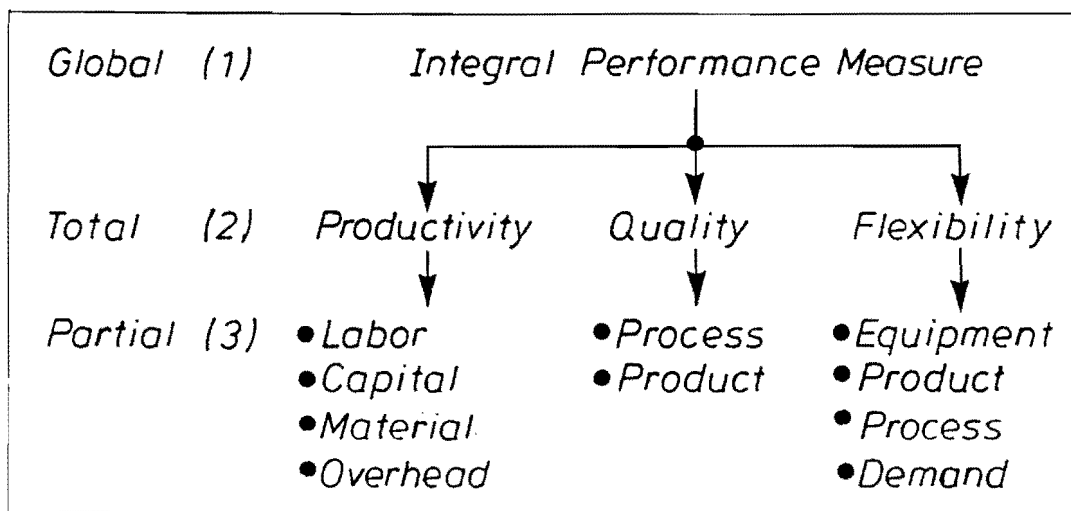 Global (1) Integral Performance Measure
Total (2) Productivity Quality Flexibility
Partial (3) •Labor •Process •Equipment
•Capital •Product •Product
•Material •Process
•Overhead •Demand